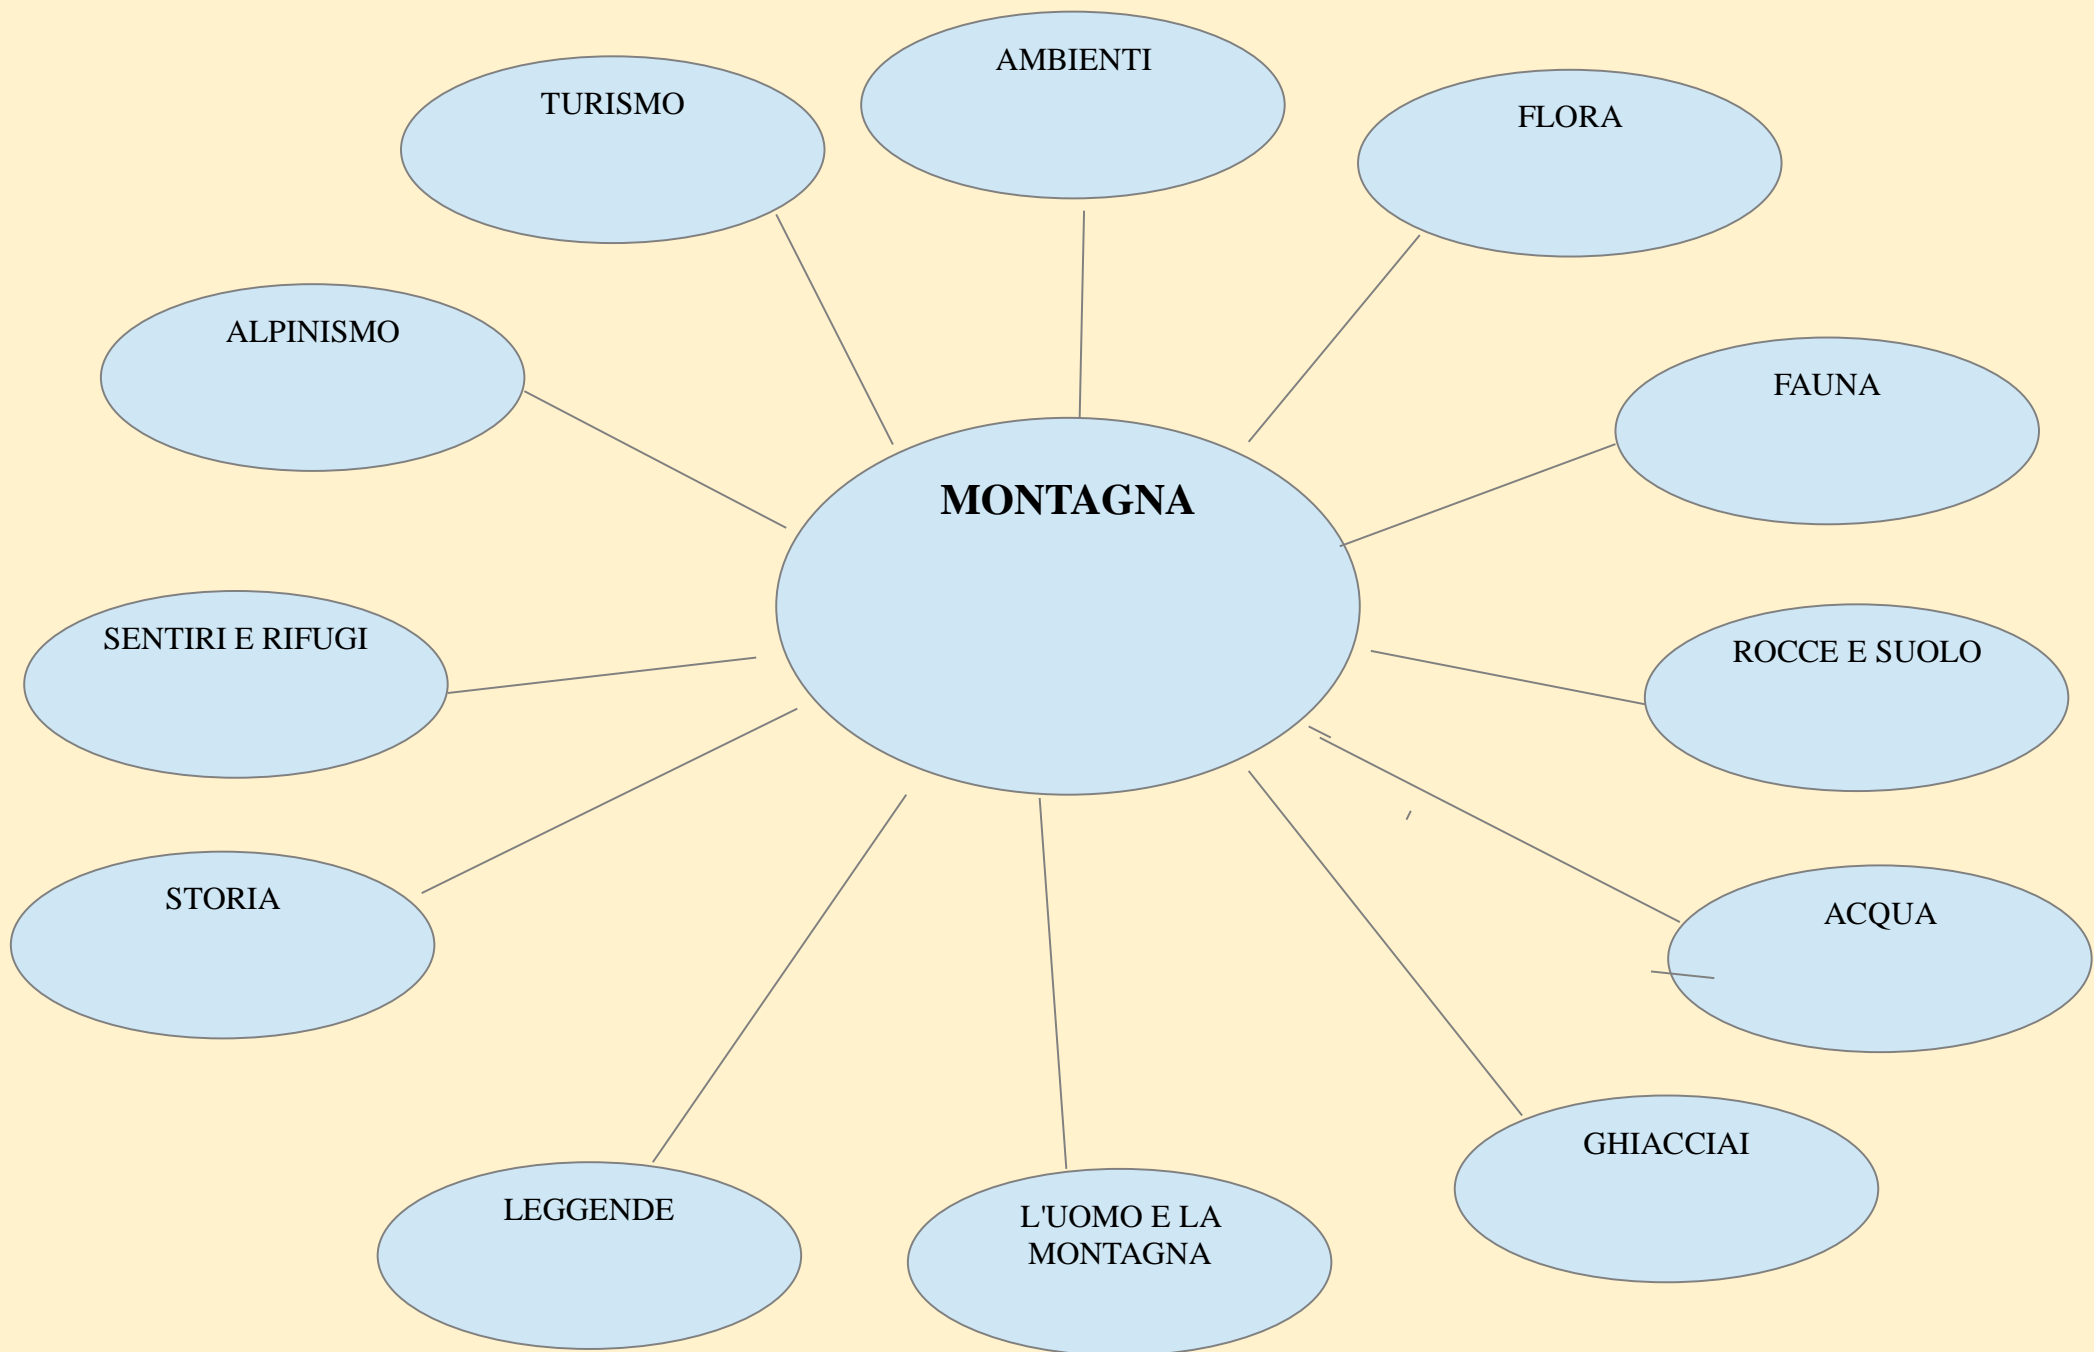 AMBIENTI
TURISMO
FLORA
ALPINISMO
FAUNA
MONTAGNA
SENTIRI E RIFUGI
ROCCE E SUOLO
STORIA
ACQUA
GHIACCIAI
LEGGENDE
L'UOMO E LA
MONTAGNA